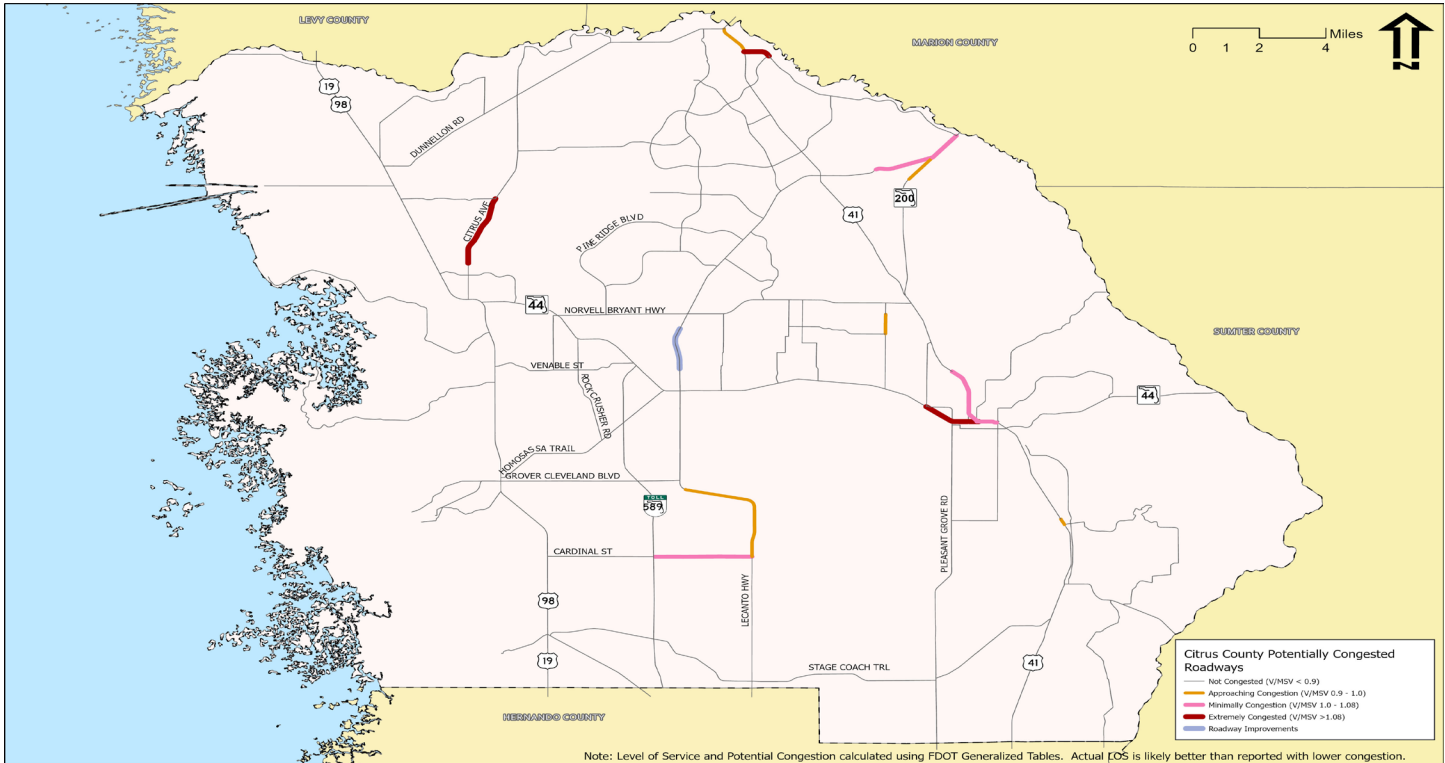 LEVY COUNTY
MARION COUNTY
Miles
0 1 2 4
N
19
98
DUNNELLON RD
CITRUS AVE
PINE RIDGE BLVD
200
41
44
NORVELL BRYANT HWY
SUMTER COUNTY
VENABLE ST
ROCK CRUSHER RD
44
HOMOSASSA TRAIL
GROVER CLEVELAND BLVD
TOLL
589
PLEASANT GROVE RD
CARDINAL ST
LECANTO HWY
98
19
STAGE COACH TRL
41
HERNANDO COUNTY
Citrus County Potentially Congested
Roadways
Not Congested (V/MSV < 0.9)
Approaching Congestion (V/MSV 0.9 - 1.0)
Minimally Congestion (V/MSV 1.0 - 1.08)
Extremely Congested (V/MSV >1.08)
Roadway Improvements
Note: Level of Service and Potential Congestion calculated using FDOT Generalized Tables. Actual LOS is likely better than reported with lower congestion.